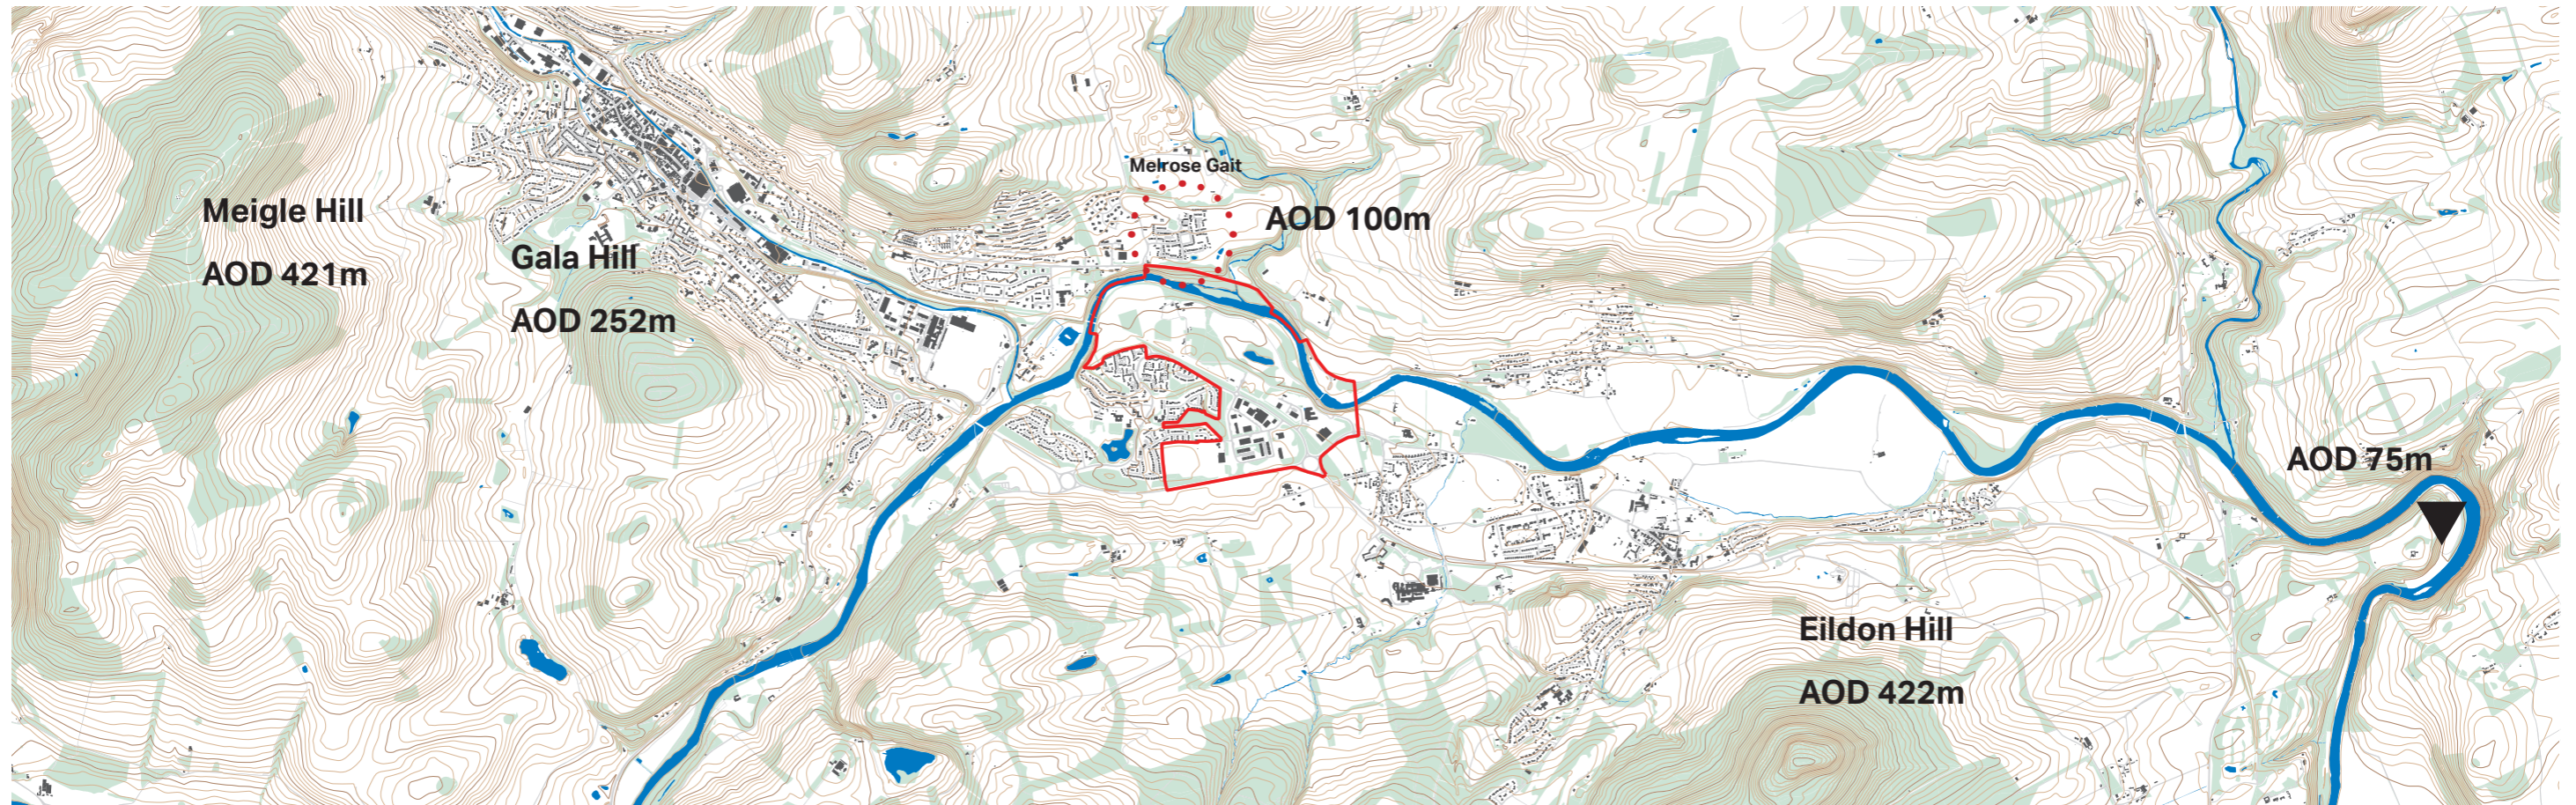 Melrose Gait
Meigle Hill
AOD 421m
Gala Hill
AOD 252m
AOD 100m
AOD 75m
Eildon Hill
AOD 422m